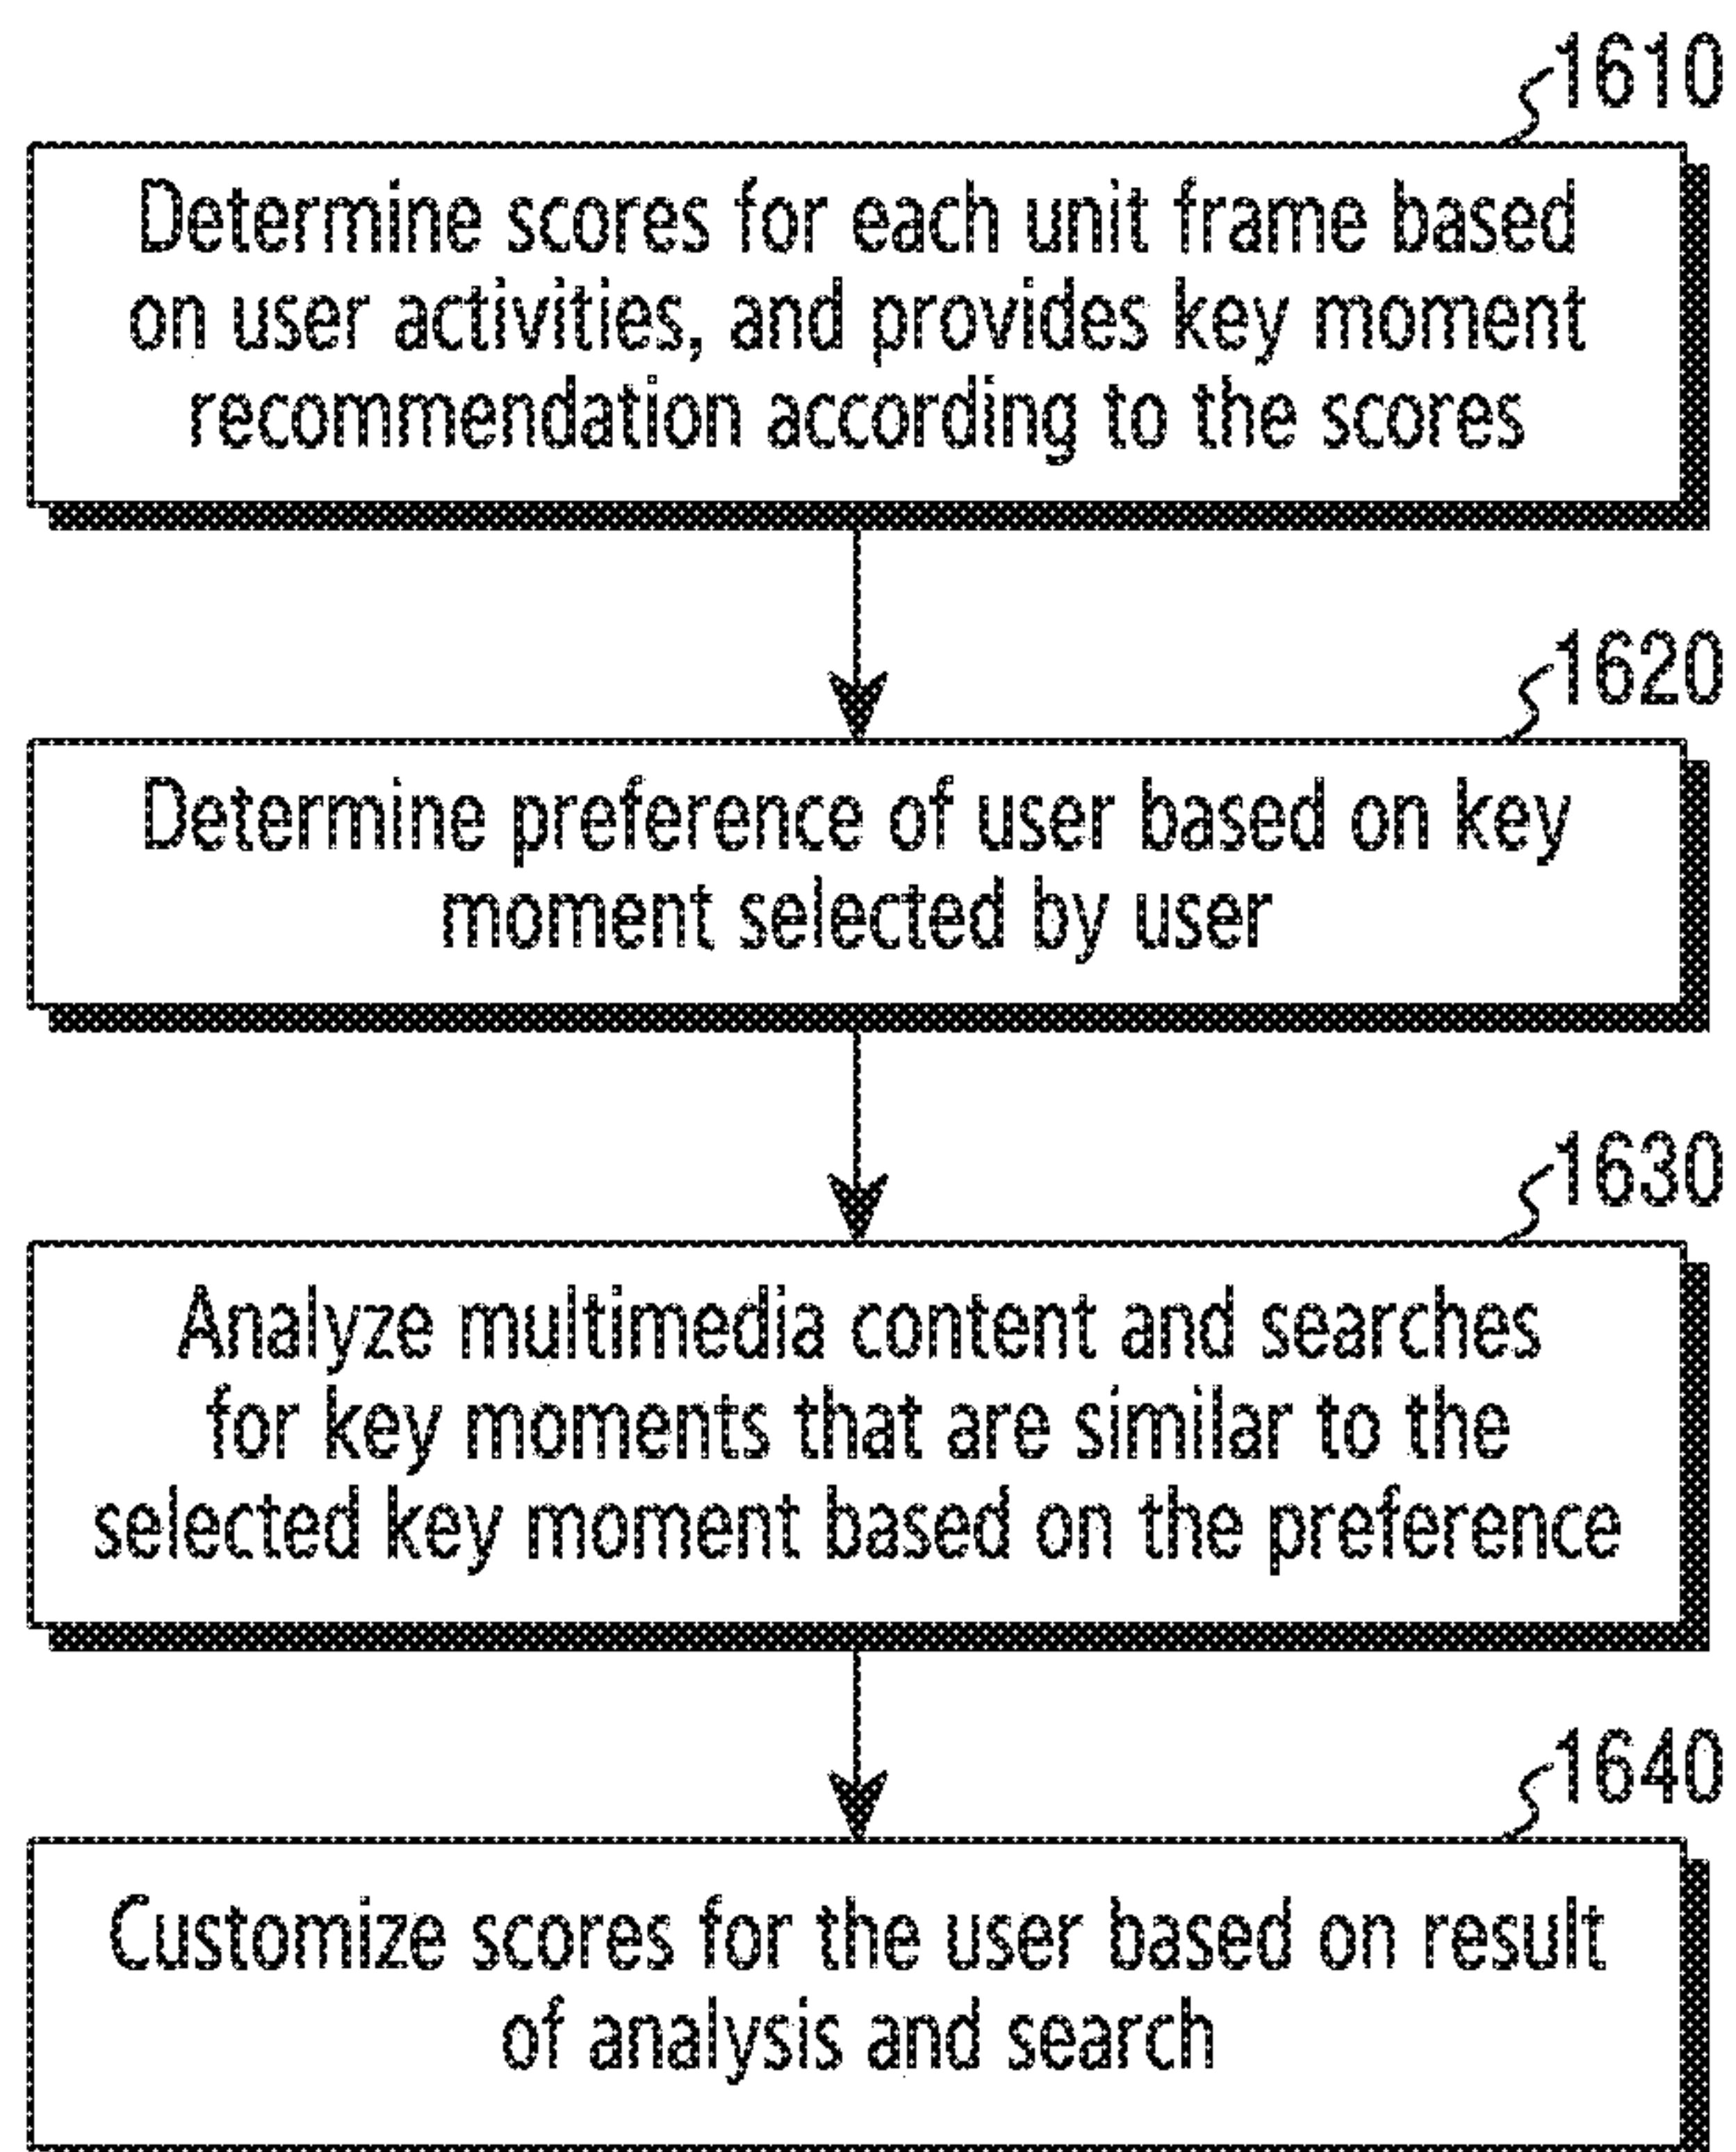 1610
Determine scores for each unit frame based
on user activities, and provides key moment
recommendation according to the scores
1620
Determine preference of user based on key
moment selected by user
1630
Analyze multimedia content and searches
for key moments that are similar to the
selected key moment based on the preference
1640
Customize scores for the user based on result
of analysis and search